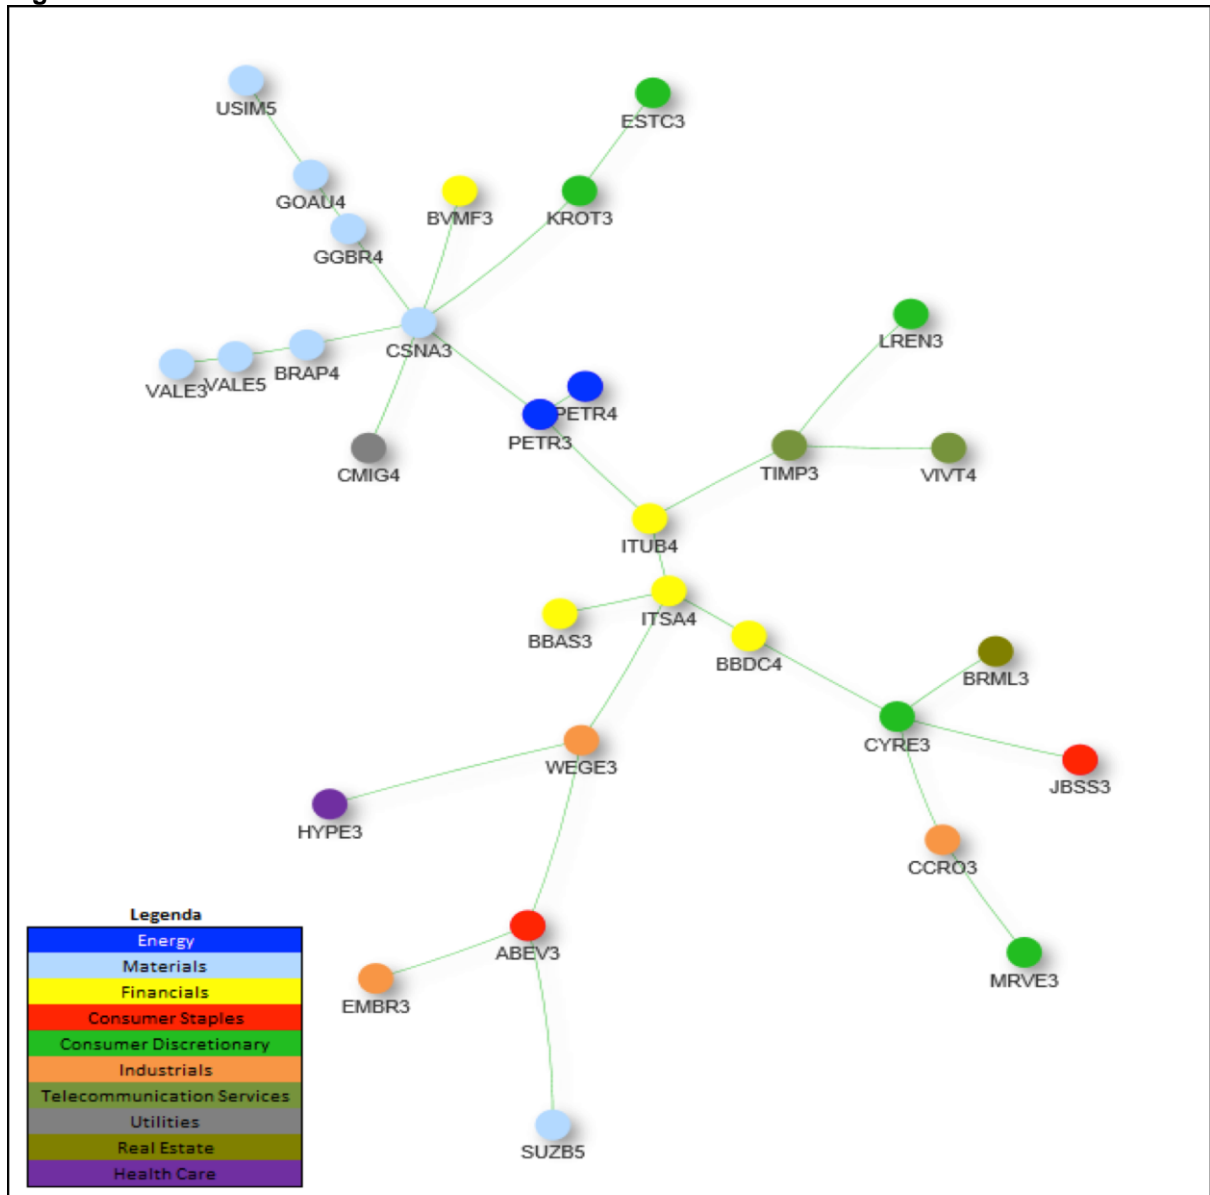 USIM5
ESTC3
GOAU4
BVMF3
KROT3
GGBR4
LREN3
CSNA3
BRAP4
VALE5
VALE3
PETR4
PETR3
CMIG4
TIMP3
VIVT4
ITUB4
ITSA4
BBAS3
BBDC4
BRML3
CYRE3
WEGE3
JBSS3
HYPE3
CCRO3
ABEV3
MRVE3
EMBR3
SUZB5
Legenda
Energy
Materials
Financials
Consumer Staples
Consumer Discretionary
Industrials
Telecommunication Services
Utilities
Real Estate
Health Care